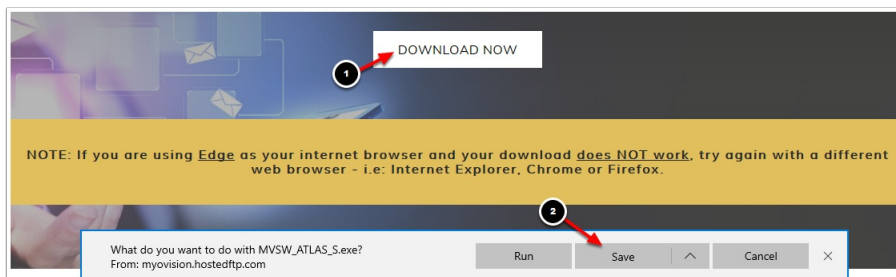 DOWNLOAD NOW
1
NOTE: If you are using Edge as your internet browser and your download does NOT work, try again with a different
web browser - i.e: Internet Explorer, Chrome or Firefox.
2
What do you want to do with MVSW_ATLAS_S.exe?
From: myovision.hostedftp.com
Run
Save
Cancel